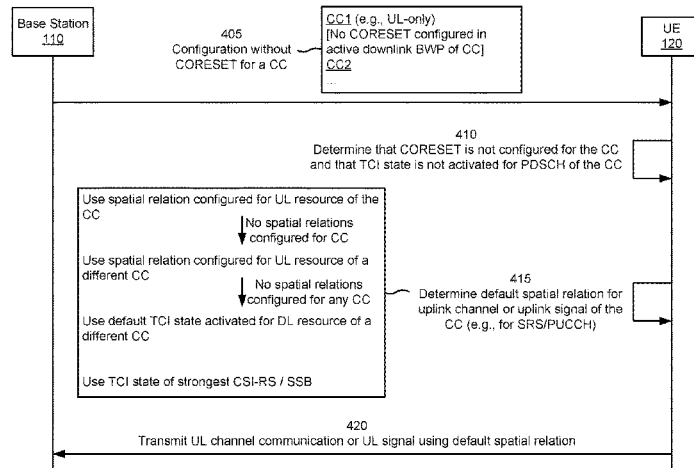 Base Station
110
405
Configuration without
CORESET for a CC
CC1 (e.g., UL-only)
[No CORESET configured in
active downlink BWP of CC]
CC2
...
UE
120
410
Determine that CORESET is not configured for the CC
and that TCI state is not activated for PDSCH of the CC
Use spatial relation configured for UL resource of the
CC
No spatial relations
configured for CC
Use spatial relation configured for UL resource of a
different CC
No spatial relations
configured for any CC
Use default TCI state activated for DL resource of a
different CC
Use TCI state of strongest CSI-RS / SSB
415
Determine default spatial relation for
uplink channel or uplink signal of the
CC (e.g., for SRS/PUCCH)
420
Transmit UL channel communication or UL signal using default spatial relation